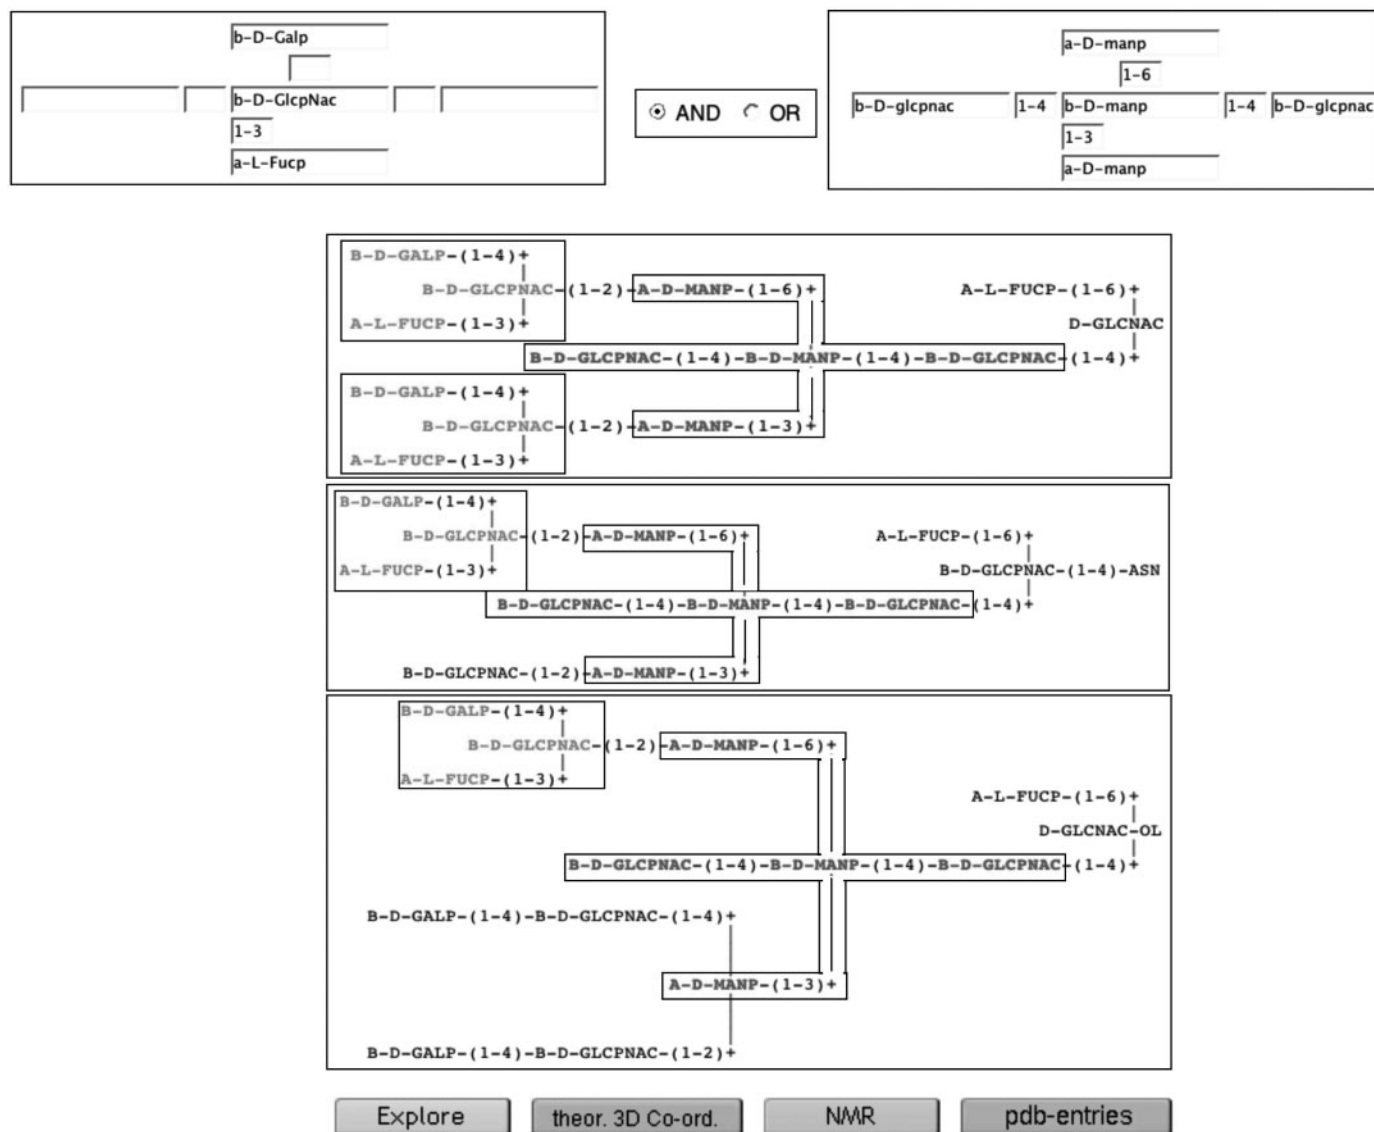 b-D-Galp
b-D-GlcpNac
1-3
a-L-Fucp
AND OR
a-D-manp
1-6
b-D-glcpnac 1-4 b-D-manp 1-4 b-D-glcpnac
1-3
a-D-manp
B-D-GALP-(1-4)+
B-D-GLCPNAC-(1-2)-A-D-MANP-(1-6)+ A-L-FUCP-(1-6)+
A-L-FUCP-(1-3)+ D-GLCNAC
B-D-GLCPNAC-(1-4)-B-D-MANP-(1-4)-B-D-GLCPNAC-(1-4)+
B-D-GALP-(1-4)+
B-D-GLCPNAC-(1-2)-A-D-MANP-(1-3)+
A-L-FUCP-(1-3)+
B-D-GALP-(1-4)+
B-D-GLCPNAC-(1-2)-A-D-MANP-(1-6)+ A-L-FUCP-(1-6)+
A-L-FUCP-(1-3)+ B-D-GLCPNAC-(1-4)-ASN
B-D-GLCPNAC-(1-4)-B-D-MANP-(1-4)-B-D-GLCPNAC-(1-4)+
B-D-GLCPNAC-(1-2)-A-D-MANP-(1-3)+
B-D-GALP-(1-4)+
B-D-GLCPNAC-(1-2)-A-D-MANP-(1-6)+
A-L-FUCP-(1-3)+
A-L-FUCP-(1-6)+
D-GLCNAC-OL
B-D-GLCPNAC-(1-4)-B-D-MANP-(1-4)-B-D-GLCPNAC-(1-4)+
B-D-GALP-(1-4)-B-D-GLCPNAC-(1-4)+
A-D-MANP-(1-3)+
B-D-GALP-(1-4)-B-D-GLCPNAC-(1-2)+
Explore theor. 3D Co-ord. NMR pdb-entries